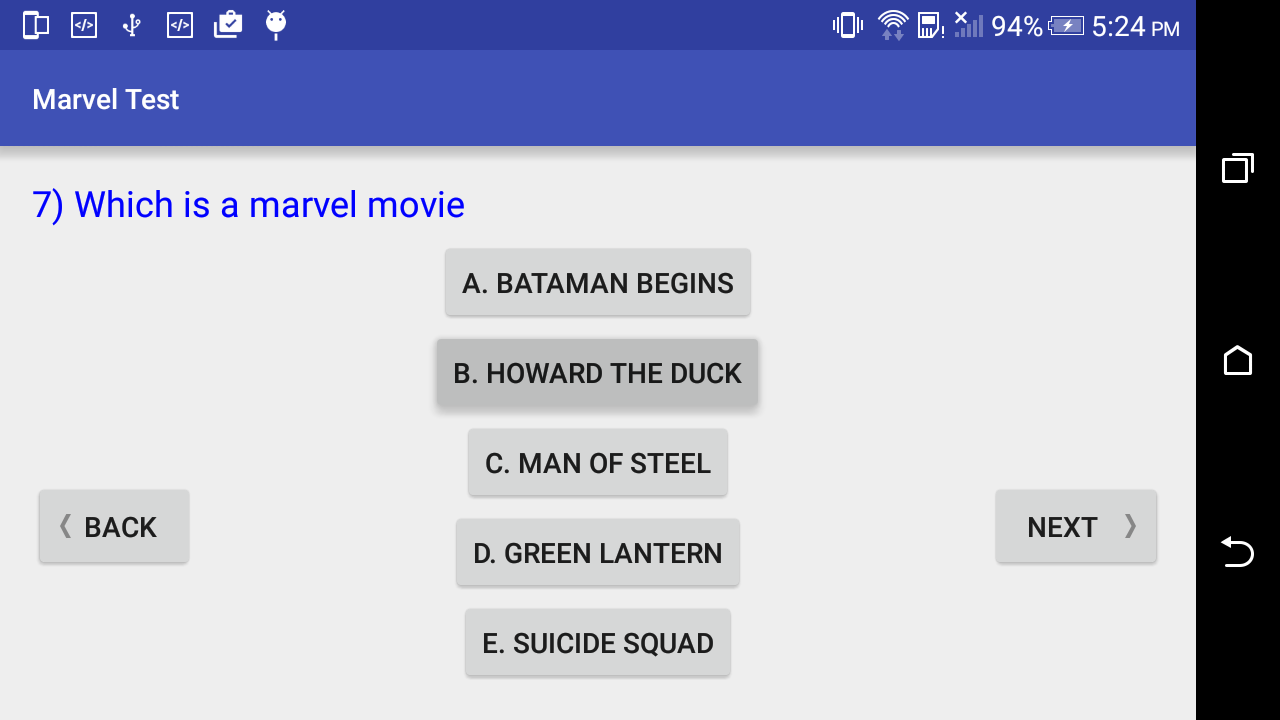 94% 5:24 PM
Marvel Test
7) Which is a marvel movie
A. BATAMAN BEGINS
B. HOWARD THE DUCK
C. MAN OF STEEL
BACK
NEXT
D. GREEN LANTERN
E. SUICIDE SQUAD